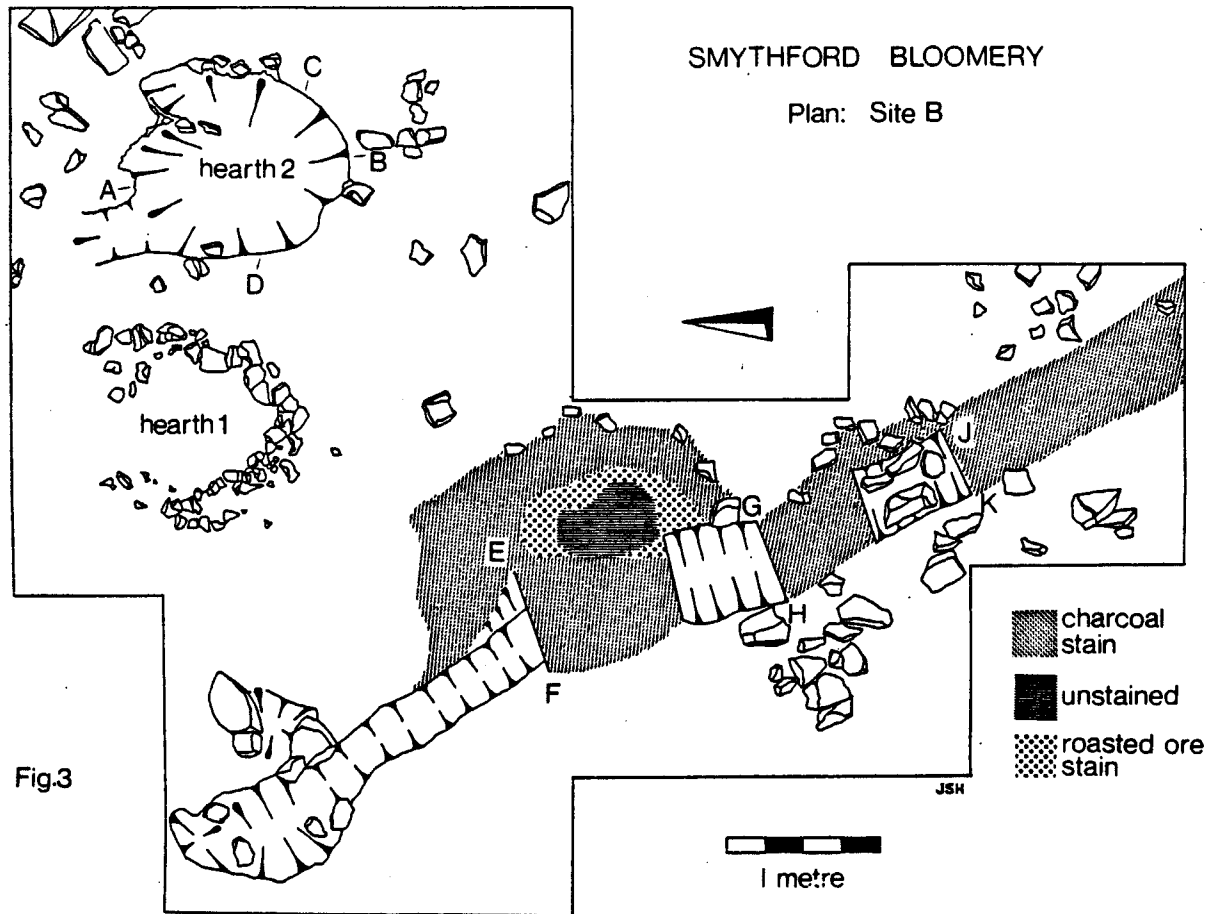 SMYTHFORD BLOOMERY
Plan: Site B
C
B
hearth 2
A
D
hearth 1
J
G
K
E
H
F
charcoal
stain
unstained
roasted ore
stain
Fig.3
JSH
1 metre